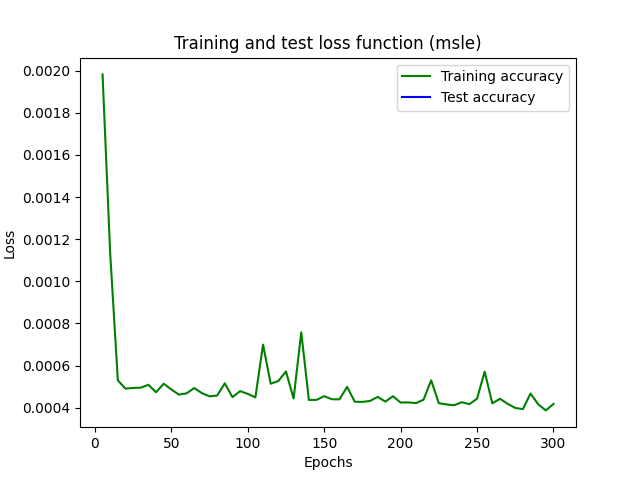 Training and test loss function (msle)
Training accuracy
Test accuracy
0.0020
0.0018
0.0016
0.0014
0.0012
0.0010
0.0008
0.0006
0.0004
Loss
0 50 100 150 200 250 300
Epochs